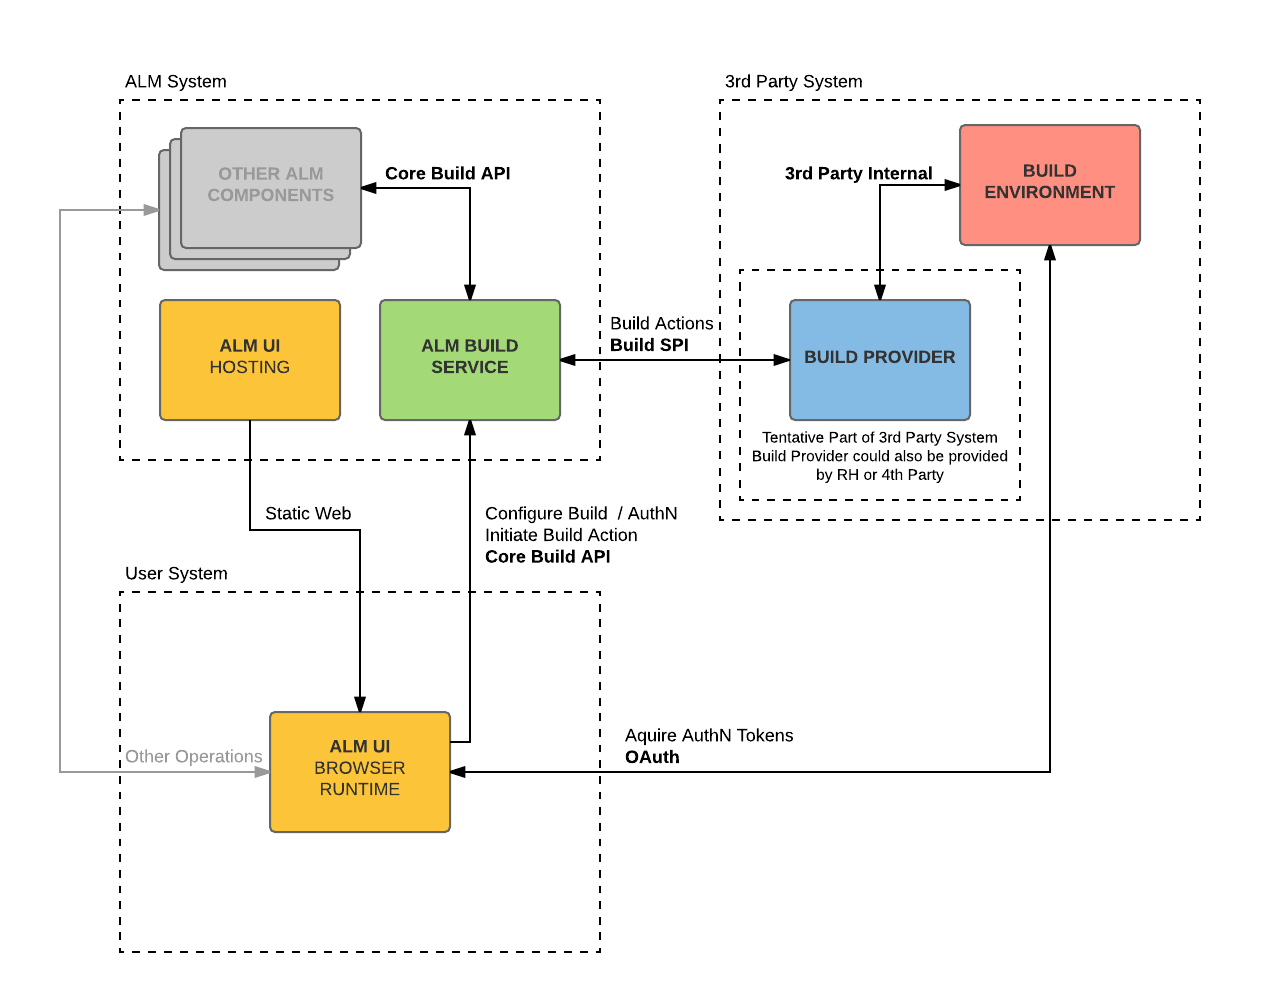 ALM System
3rd Party System
OTHER ALM
COMPONENTS
Core Build API
3rd Party Internal
BUILD
ENVIRONMENT
ALM UI
HOSTING
ALM BUILD
SERVICE
Build Actions
Build SPI
BUILD PROVIDER
Tentative Part of 3rd Party System
Build Provider could also be provided
by RH or 4th Party
Static Web
Configure Build / AuthN
Initiate Build Action
Core Build API
User System
Other Operations
ALM UI
BROWSER
RUNTIME
Aquire AuthN Tokens
OAuth